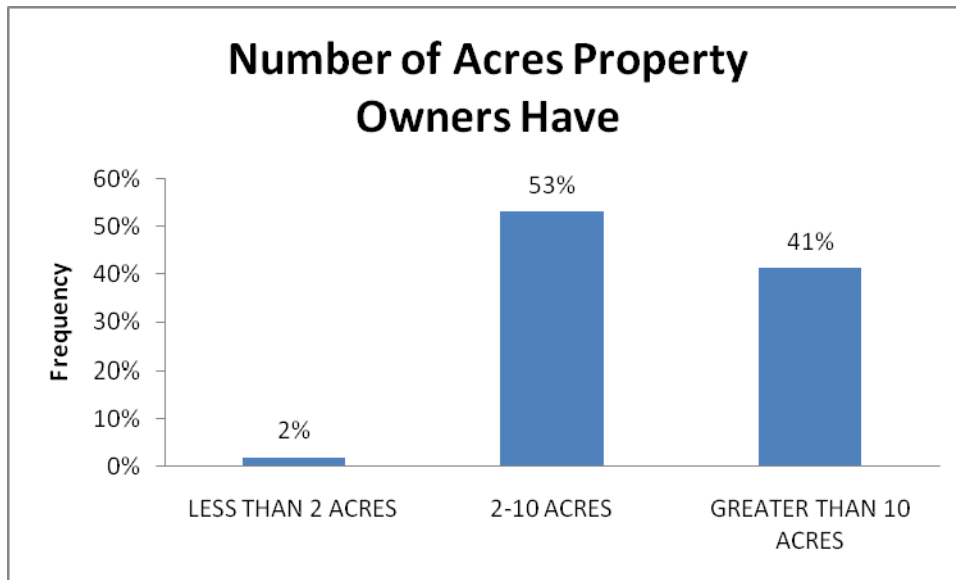 Number of Acres Property
Owners Have
60%
50%
40%
30%
20%
10%
0%
Frequency
2%
53%
41%
LESS THAN 2 ACRES
2-10 ACRES
GREATER THAN 10
ACRES